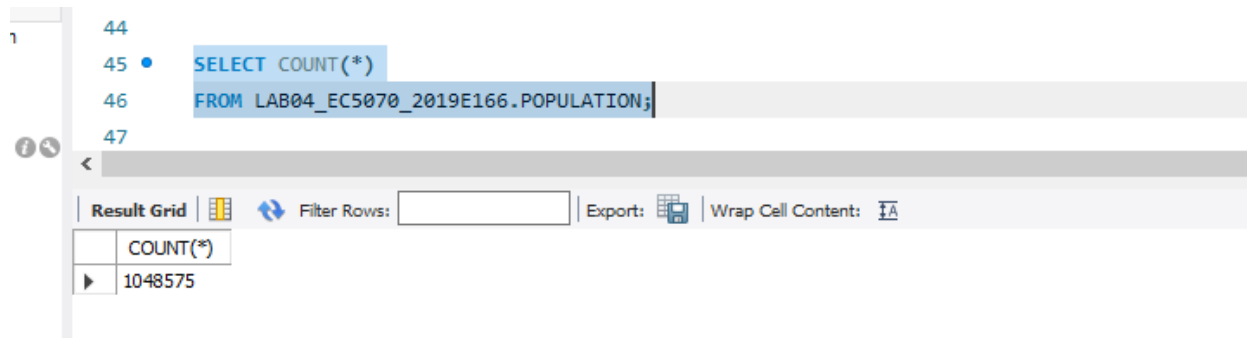 44
45 SELECT COUNT(*)
46 FROM LAB04_EC5070_2019E166.POPULATION;
47
Result Grid Filter Rows: Export: Wrap Cell Content:
COUNT(*)
1048575